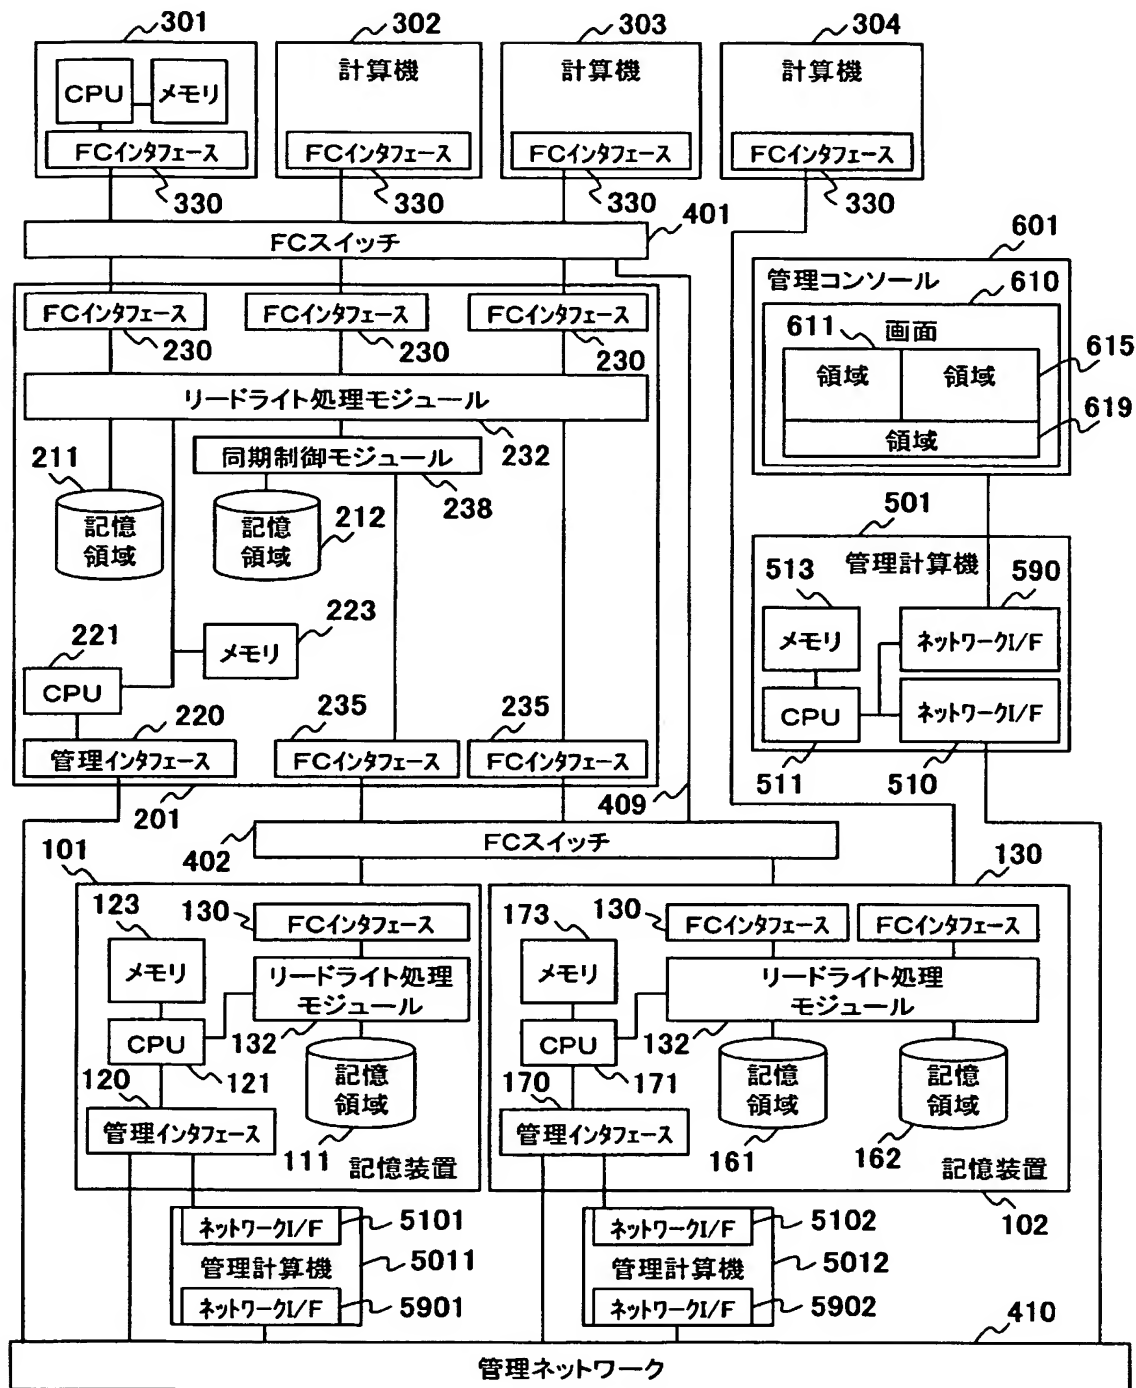 301
302
303
304
CPU
メモリ
計算機
計算機
計算機
FCインタフェース
FCインタフェース
FCインタフェース
FCインタフェース
330
330
330
330
401
FCスイッチ
601
管理コンソール
610
FCインタフェース
FCインタフェース
FCインタフェース
230
230
230
画面
611
615
領域
領域
619
領域
リードライト処理モジュール
232
同期制御モジュール
238
211
記憶
領域
212
記憶
領域
501
管理計算機
513
590
メモリ
ネットワークI/F
CPU
ネットワークI/F
511
510
223
メモリ
221
CPU
220
235
235
管理インタフェース
FCインタフェース
FCインタフェース
201
409
402
FCスイッチ
101
130
123
130
FCインタフェース
173
130
FCインタフェース
FCインタフェース
メモリ
リードライト処理
モジュール
メモリ
リードライト処理
モジュール
CPU
132
CPU
132
121
記憶
領域
171
記憶
領域
記憶
領域
120
管理インタフェース
111
記憶装置
170
管理インタフェース
161
162
記憶装置
102
ネットワークI/F
5101
ネットワークI/F
5102
管理計算機
5011
管理計算機
5012
ネットワークI/F
5901
ネットワークI/F
5902
410
管理ネットワーク